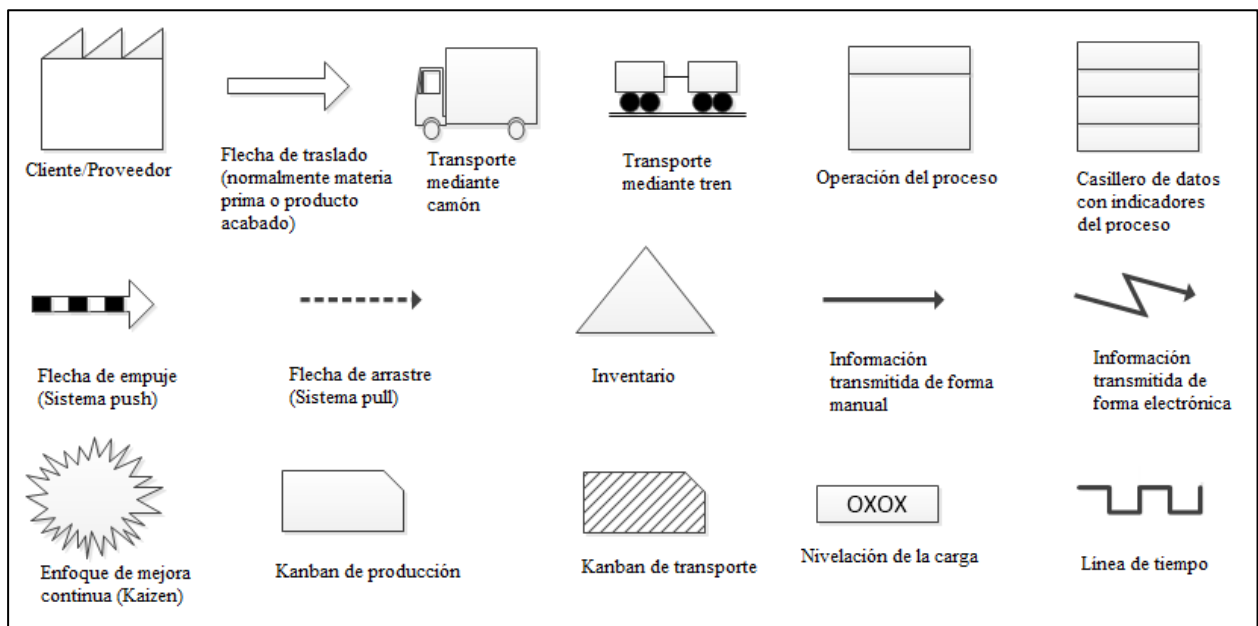 Cliente/Proveedor
Flecha de traslado
(normalmente materia
prima o producto
acabado)
Transporte
mediante
camón
Transporte
mediante tren
Operación del proceso
Casillero de datos
con indicadores
del proceso
Flecha de empuje
(Sistema push)
Flecha de arrastre
(Sistema pull)
Inventario
Información
transmitida de forma
manual
Información
transmitida de
forma electrónica
Enfoque de mejora
continua (Kaizen)
Kanban de producción
Kanban de transporte
OXOX
Nivelación de la carga
Línea de tiempo